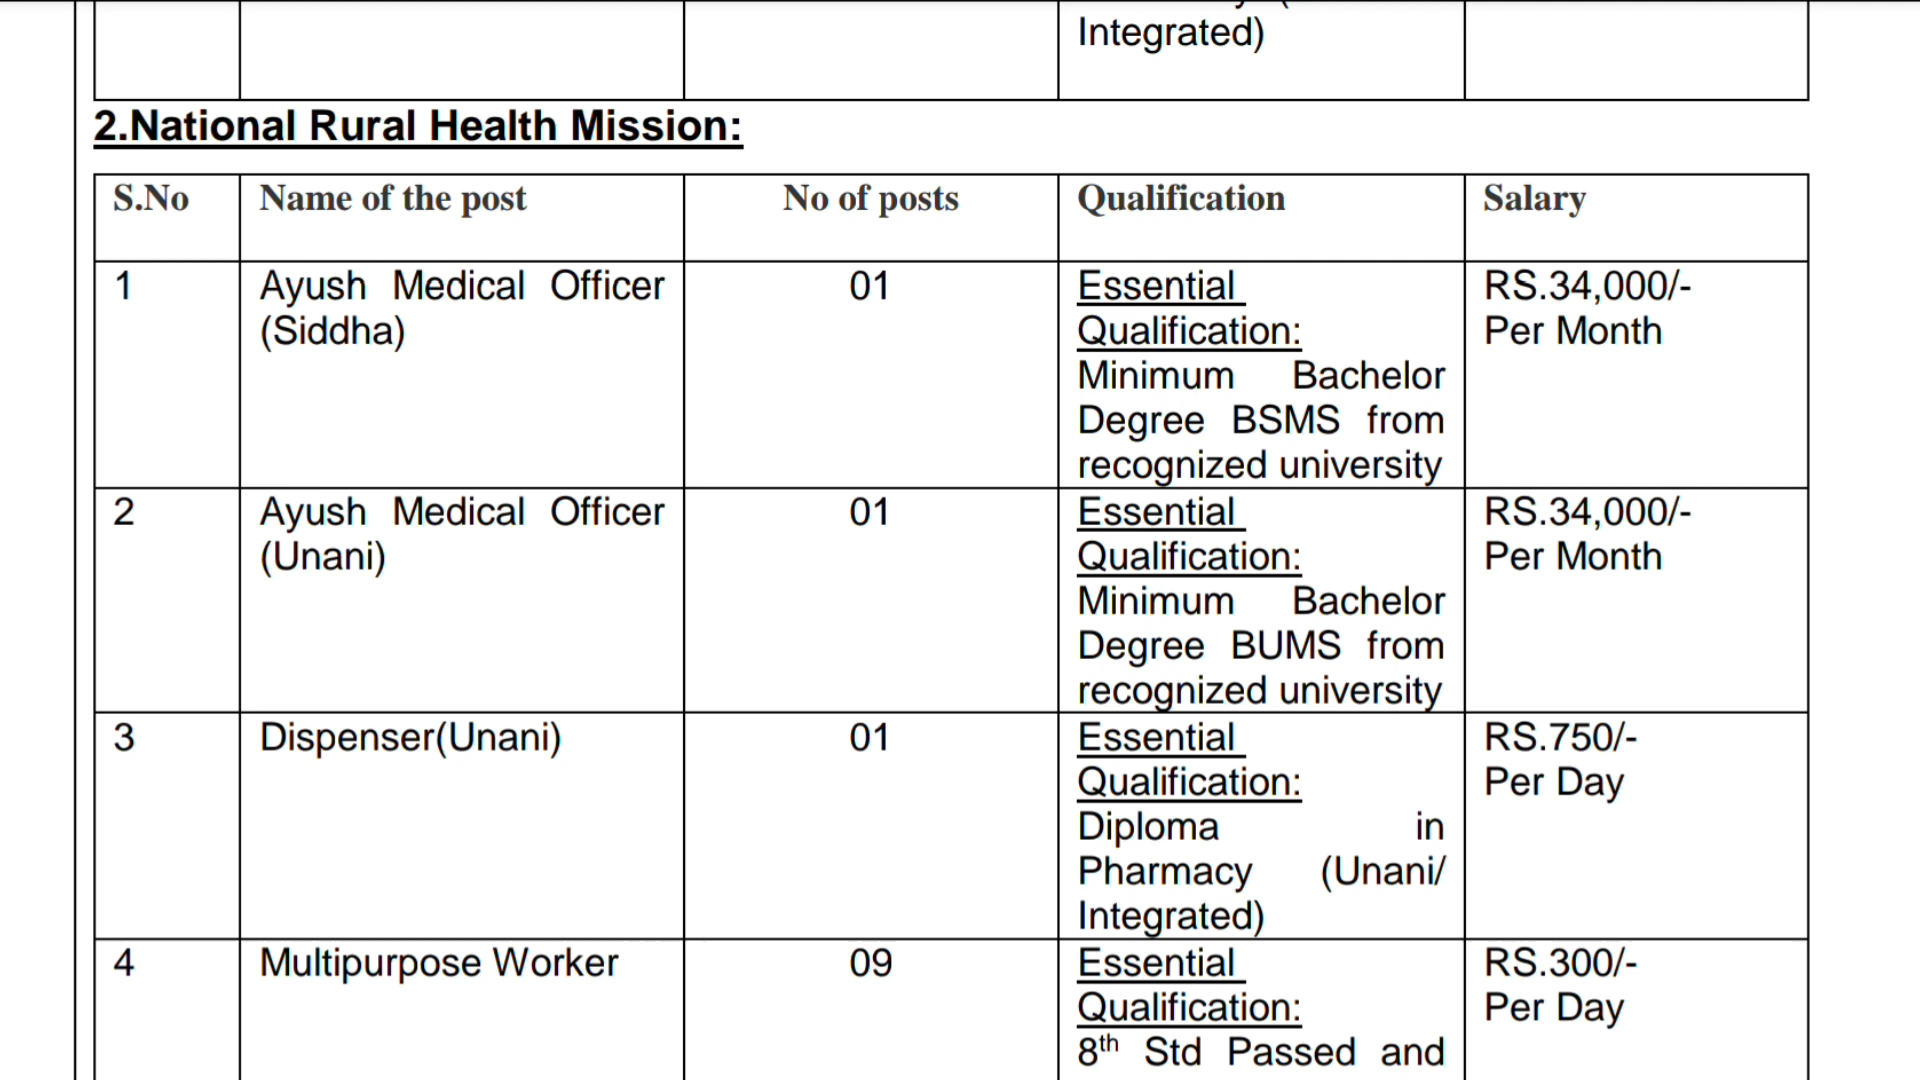 Integrated)
2.National Rural Health Mission:
S.No Name of the post No of posts Qualification Salary
1 Ayush Medical Officer 01 Essential RS.34,000/-
(Siddha) Qualification: Per Month
Minimum Bachelor
Degree BSMS from
recognized university
2 Ayush Medical Officer 01 Essential RS.34,000/-
(Unani) Qualification: Per Month
Minimum Bachelor
Degree BUMS from
recognized university
3 Dispenser(Unani) 01 Essential RS.750/-
Qualification: Per Day
Diploma in
Pharmacy (Unani/
Integrated)
4 Multipurpose Worker 09 Essential RS.300/-
Qualification: Per Day
8th Std Passed and